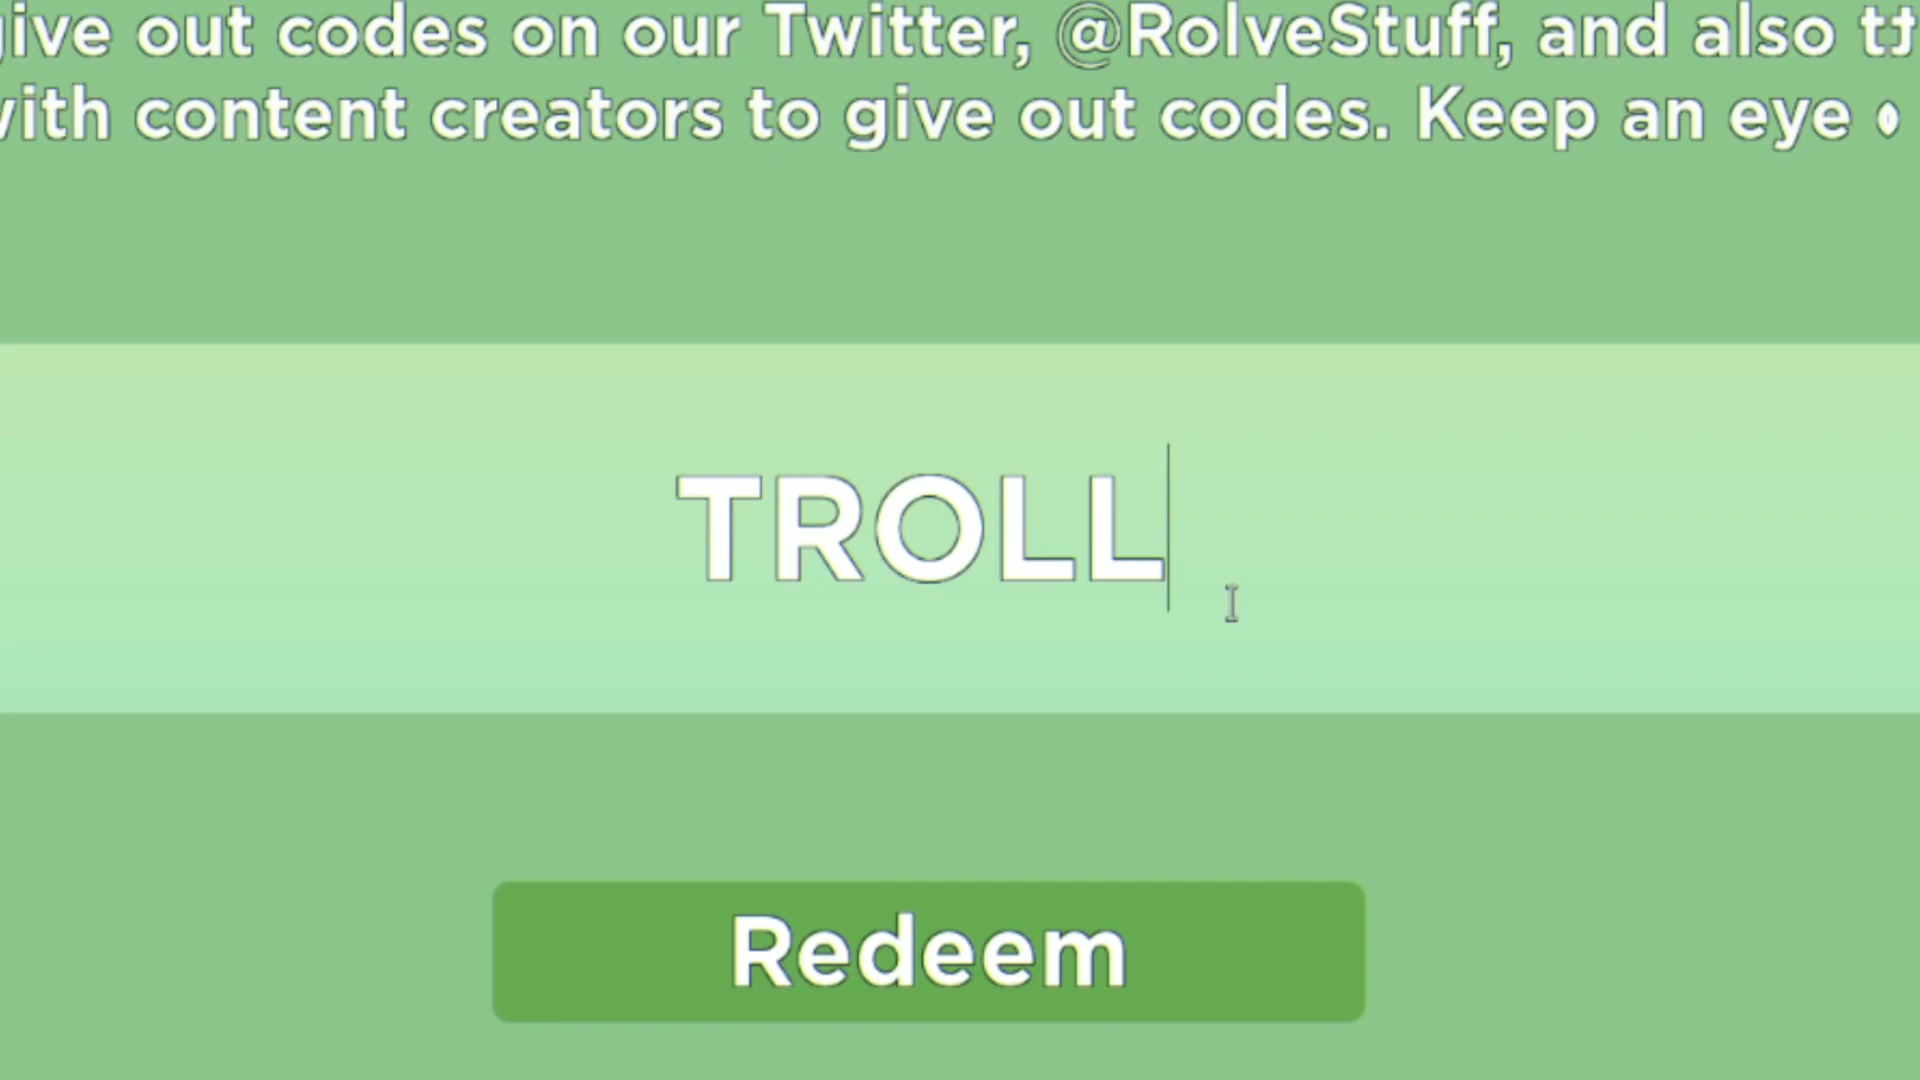 give out codes on our Twitter, @RolveStuff, and also
with content creators to give out codes. Keep an eye
TROLL
Redeem